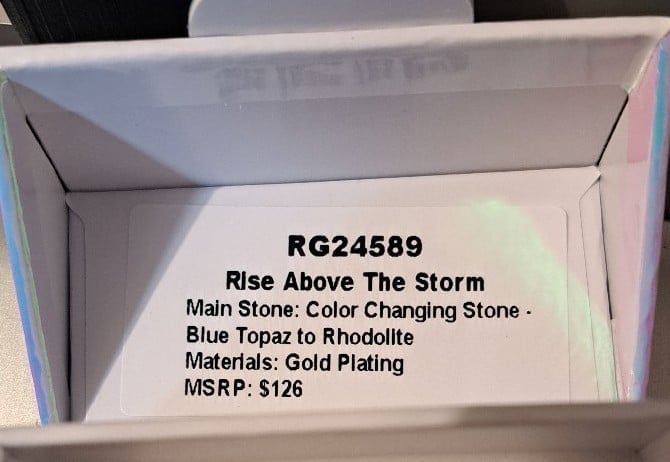 RG24589
Rise Above The Storm
Main Stone: Color Changing Stone -
Blue Topaz to Rhodolite
Materials: Gold Plating
MSRP: $126